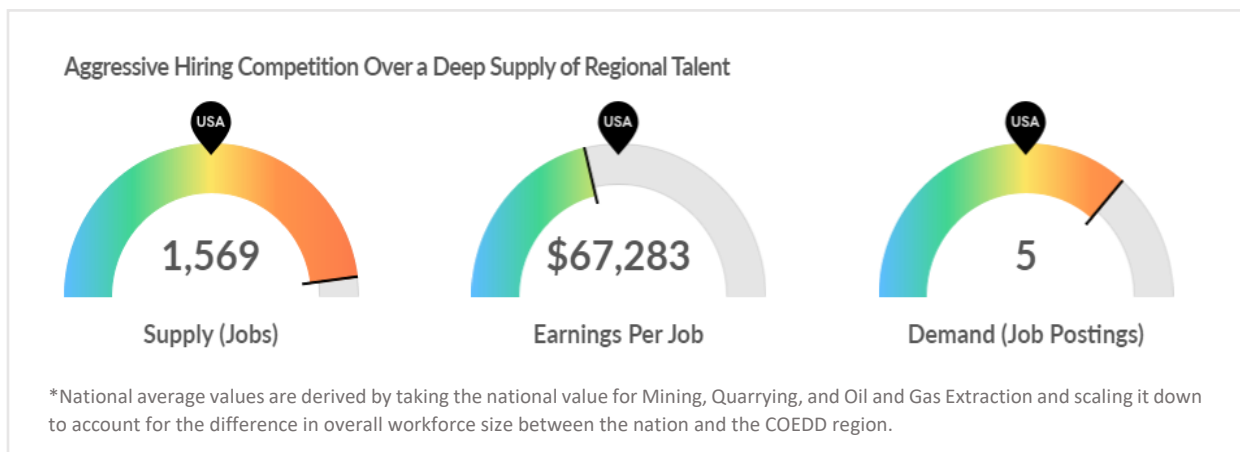 Aggressive Hiring Competition Over a Deep Supply of Regional Talent
USA
USA
USA
1,569
$67,283
5
Supply (Jobs)
Earnings Per Job
Demand (Job Postings)
*National average values are derived by taking the national value for Mining, Quarrying, and Oil and Gas Extraction and scaling it down
to account for the difference in overall workforce size between the nation and the COEDD region.